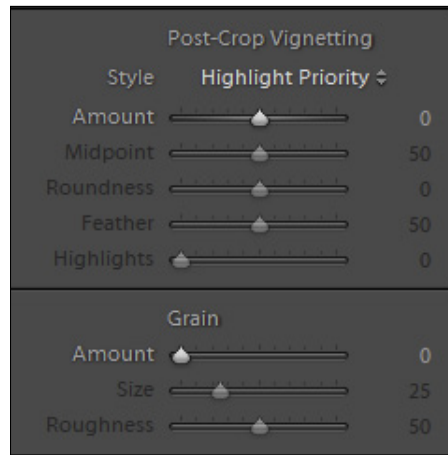 Post-Crop Vignetting
Style Highlight Priority
Amount 0
Midpoint 50
Roundness 0
Feather 50
Highlights 0
Grain
Amount 0
Size 25
Roughness 50